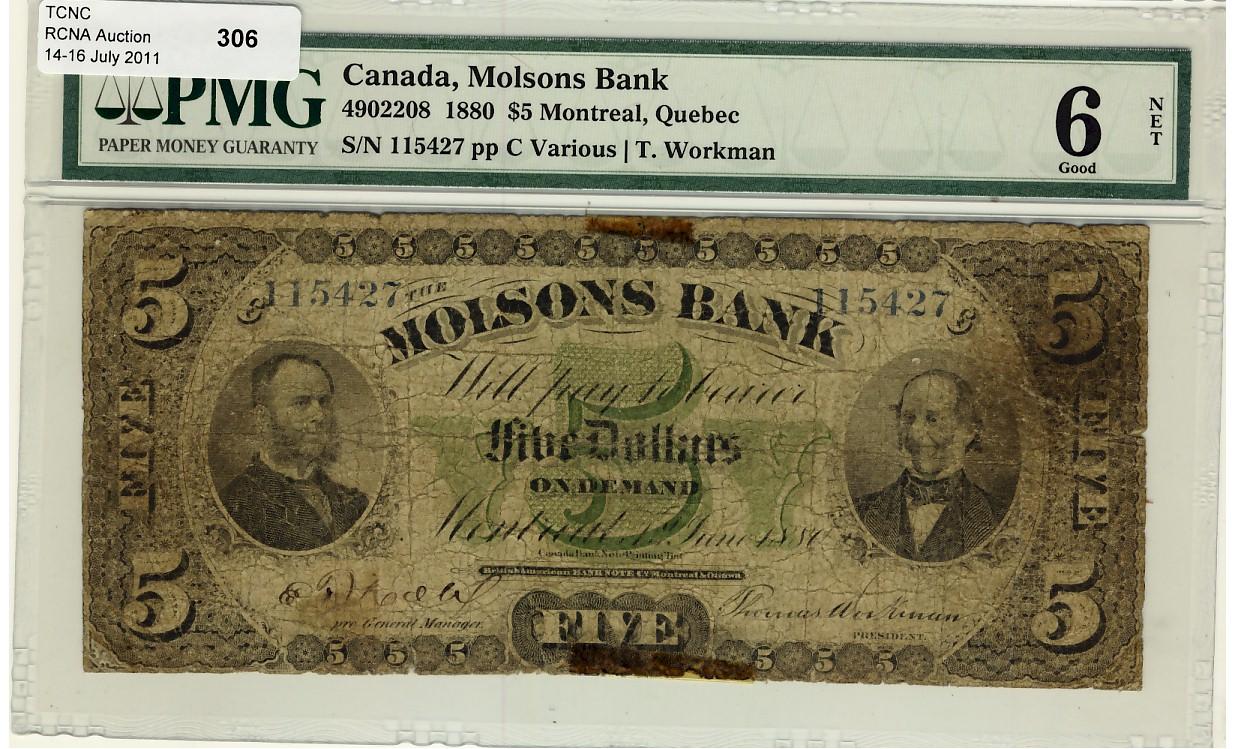 TCNC
RCNA Auction
14-16 July 2011
306
PMG
PAPER MONEY GUARANTY
Canada, Molsons Bank
4902208 1880 $5 Montreal, Quebec
S/N 115427 pp C Various | T. Workman
6
Good
NET
5 5 5 5 5 5 5 5 5 5
5 5
115427 115427
THE
MOLSONS BANK
Will pay to bearer
5
Five Dollars
ON DEMAND
FIVE FIVE
Montreal, June 1880
Canada Bank Note Printing Tint
British American BANK NOTE Co. Montreal & Ottawa
5 5
pro General Manager.
FIVE
Thomas Workman
PRESIDENT.
5 5 5 5 5 5